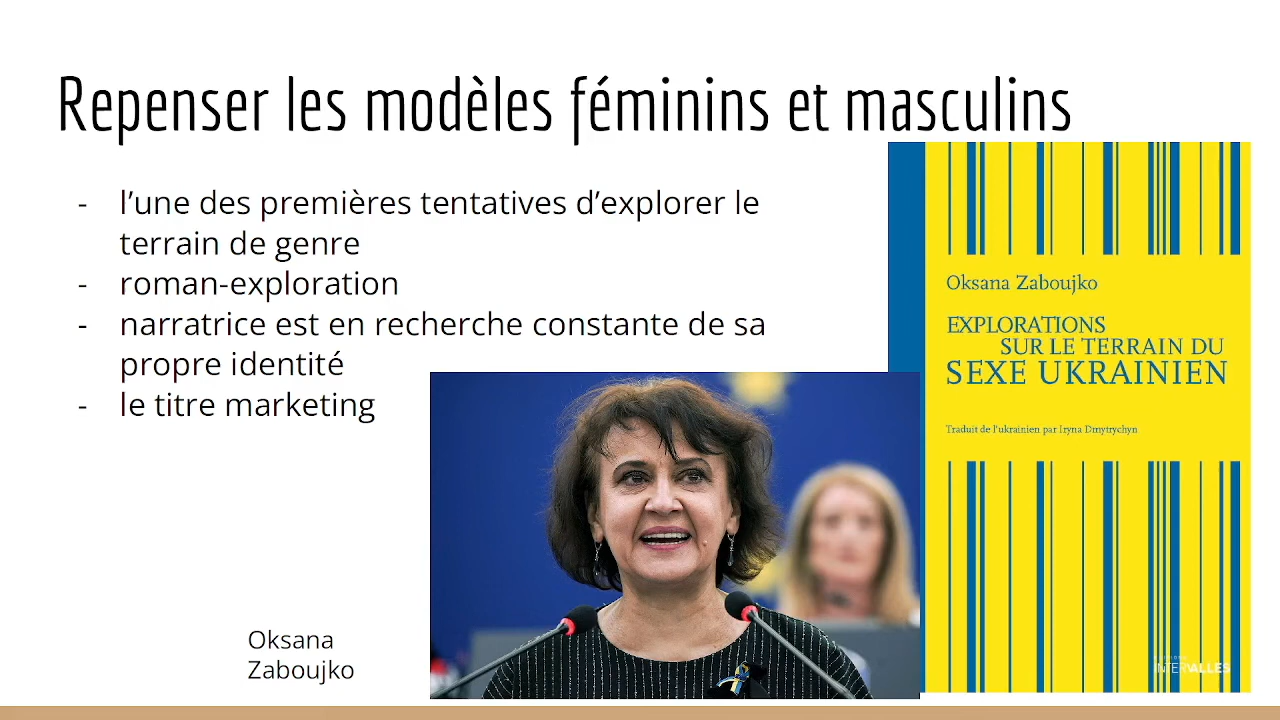 Repenser les modèles féminins et masculins
- l’une des premières tentatives d’explorer le
terrain de genre
- roman-exploration
- narratrice est en recherche constante de sa
propre identité
- le titre marketing
Oksana
Zaboujko
Oksana Zaboujko
EXPLORATIONS
SUR LE TERRAIN DU
SEXE UKRAINIEN
Traduit de l'ukrainien par Iryna Dmytrychyn
INTERVALLES